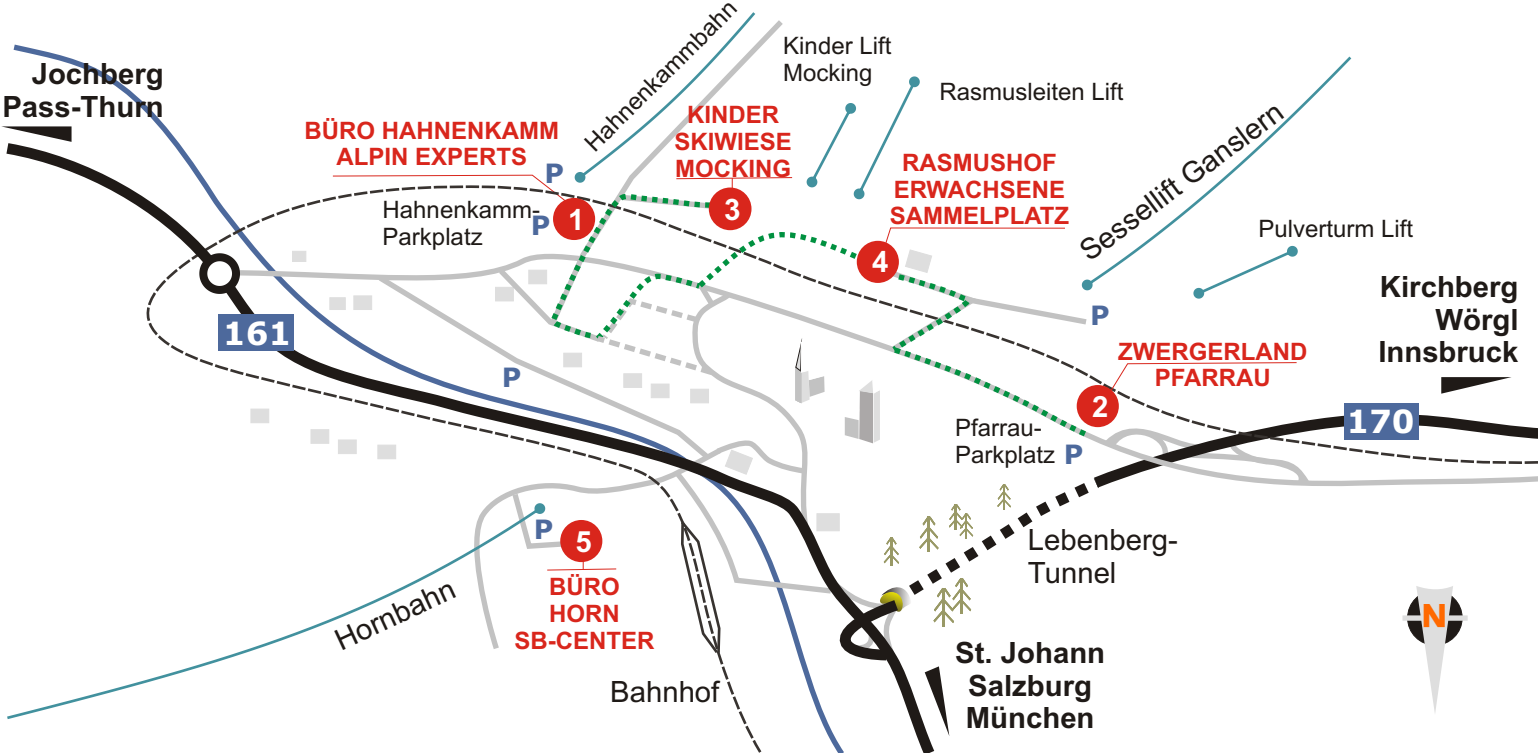 Jochberg
Pass-Thurn
Hahnenkammbahn
Kinder Lift
Mocking
Rasmusleiten Lift
BÜRO HAHNENKAMM
ALPIN EXPERTS
P
KINDER
SKIWIESE
MOCKING
RASMUSHOF
ERWACHSENE
SAMMELPLATZ
Sessellift Ganslern
Pulverturm Lift
Hahnenkamm-
Parkplatz
P
1
3
4
P
Kirchberg
Wörgl
Innsbruck
161
P
ZWERGERLAND
PFARRAU
2
170
Pfarrau-
Parkplatz
P
P
5
BÜRO
HORN
SB-CENTER
Hornbahn
Lebenberg-
Tunnel
Bahnhof
St. Johann
Salzburg
München
N